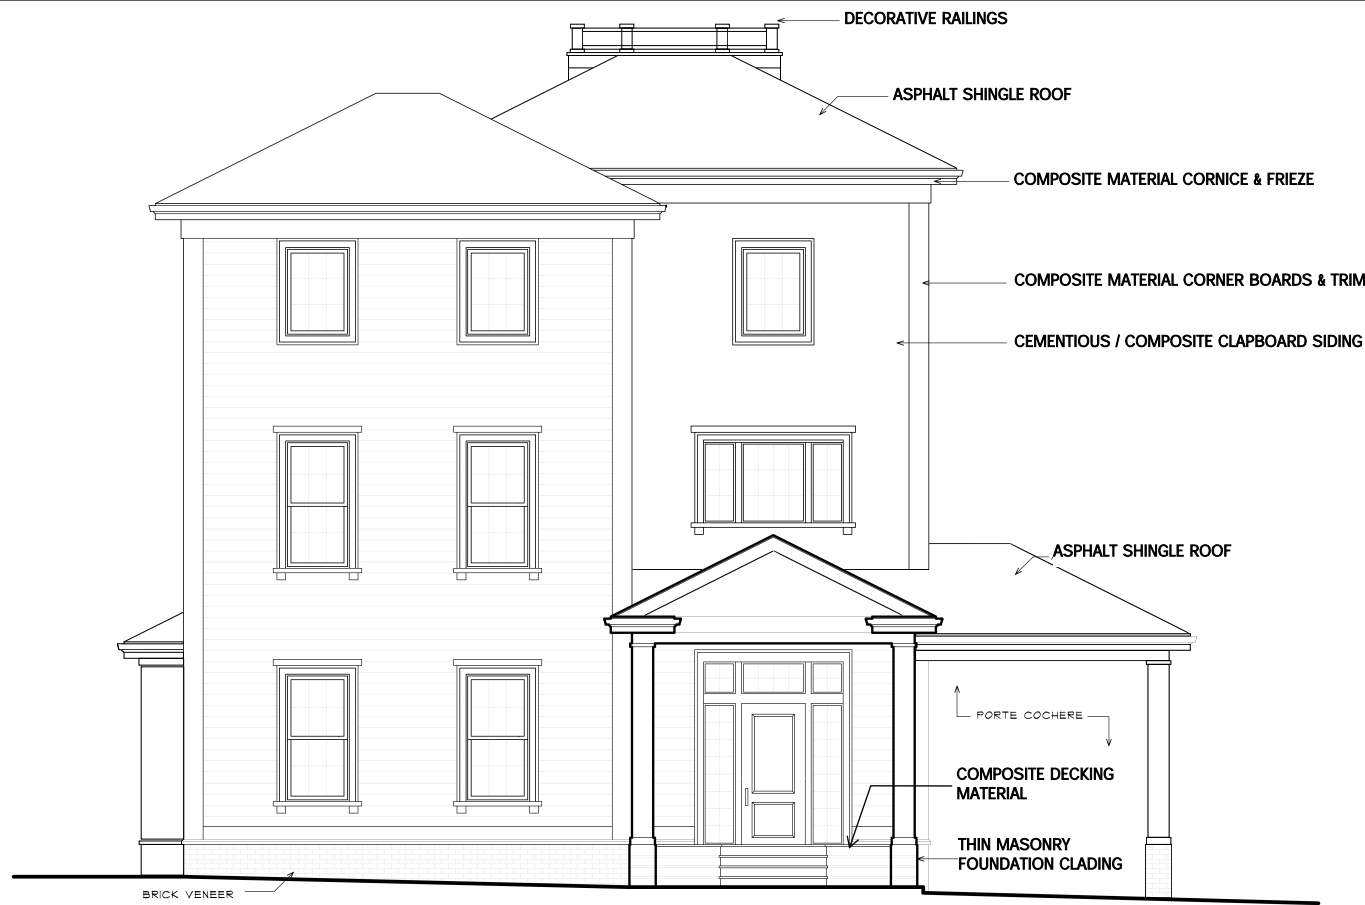 DECORATIVE RAILINGS
ASPHALT SHINGLE ROOF
COMPOSITE MATERIAL CORNICE & FRIEZE
COMPOSITE MATERIAL CORNER BOARDS & TRIM
CEMENTIOUS / COMPOSITE CLAPBOARD SIDING
ASPHALT SHINGLE ROOF
PORTE COCHERE
COMPOSITE DECKING
MATERIAL
THIN MASONRY
FOUNDATION CLADING
BRICK VENEER